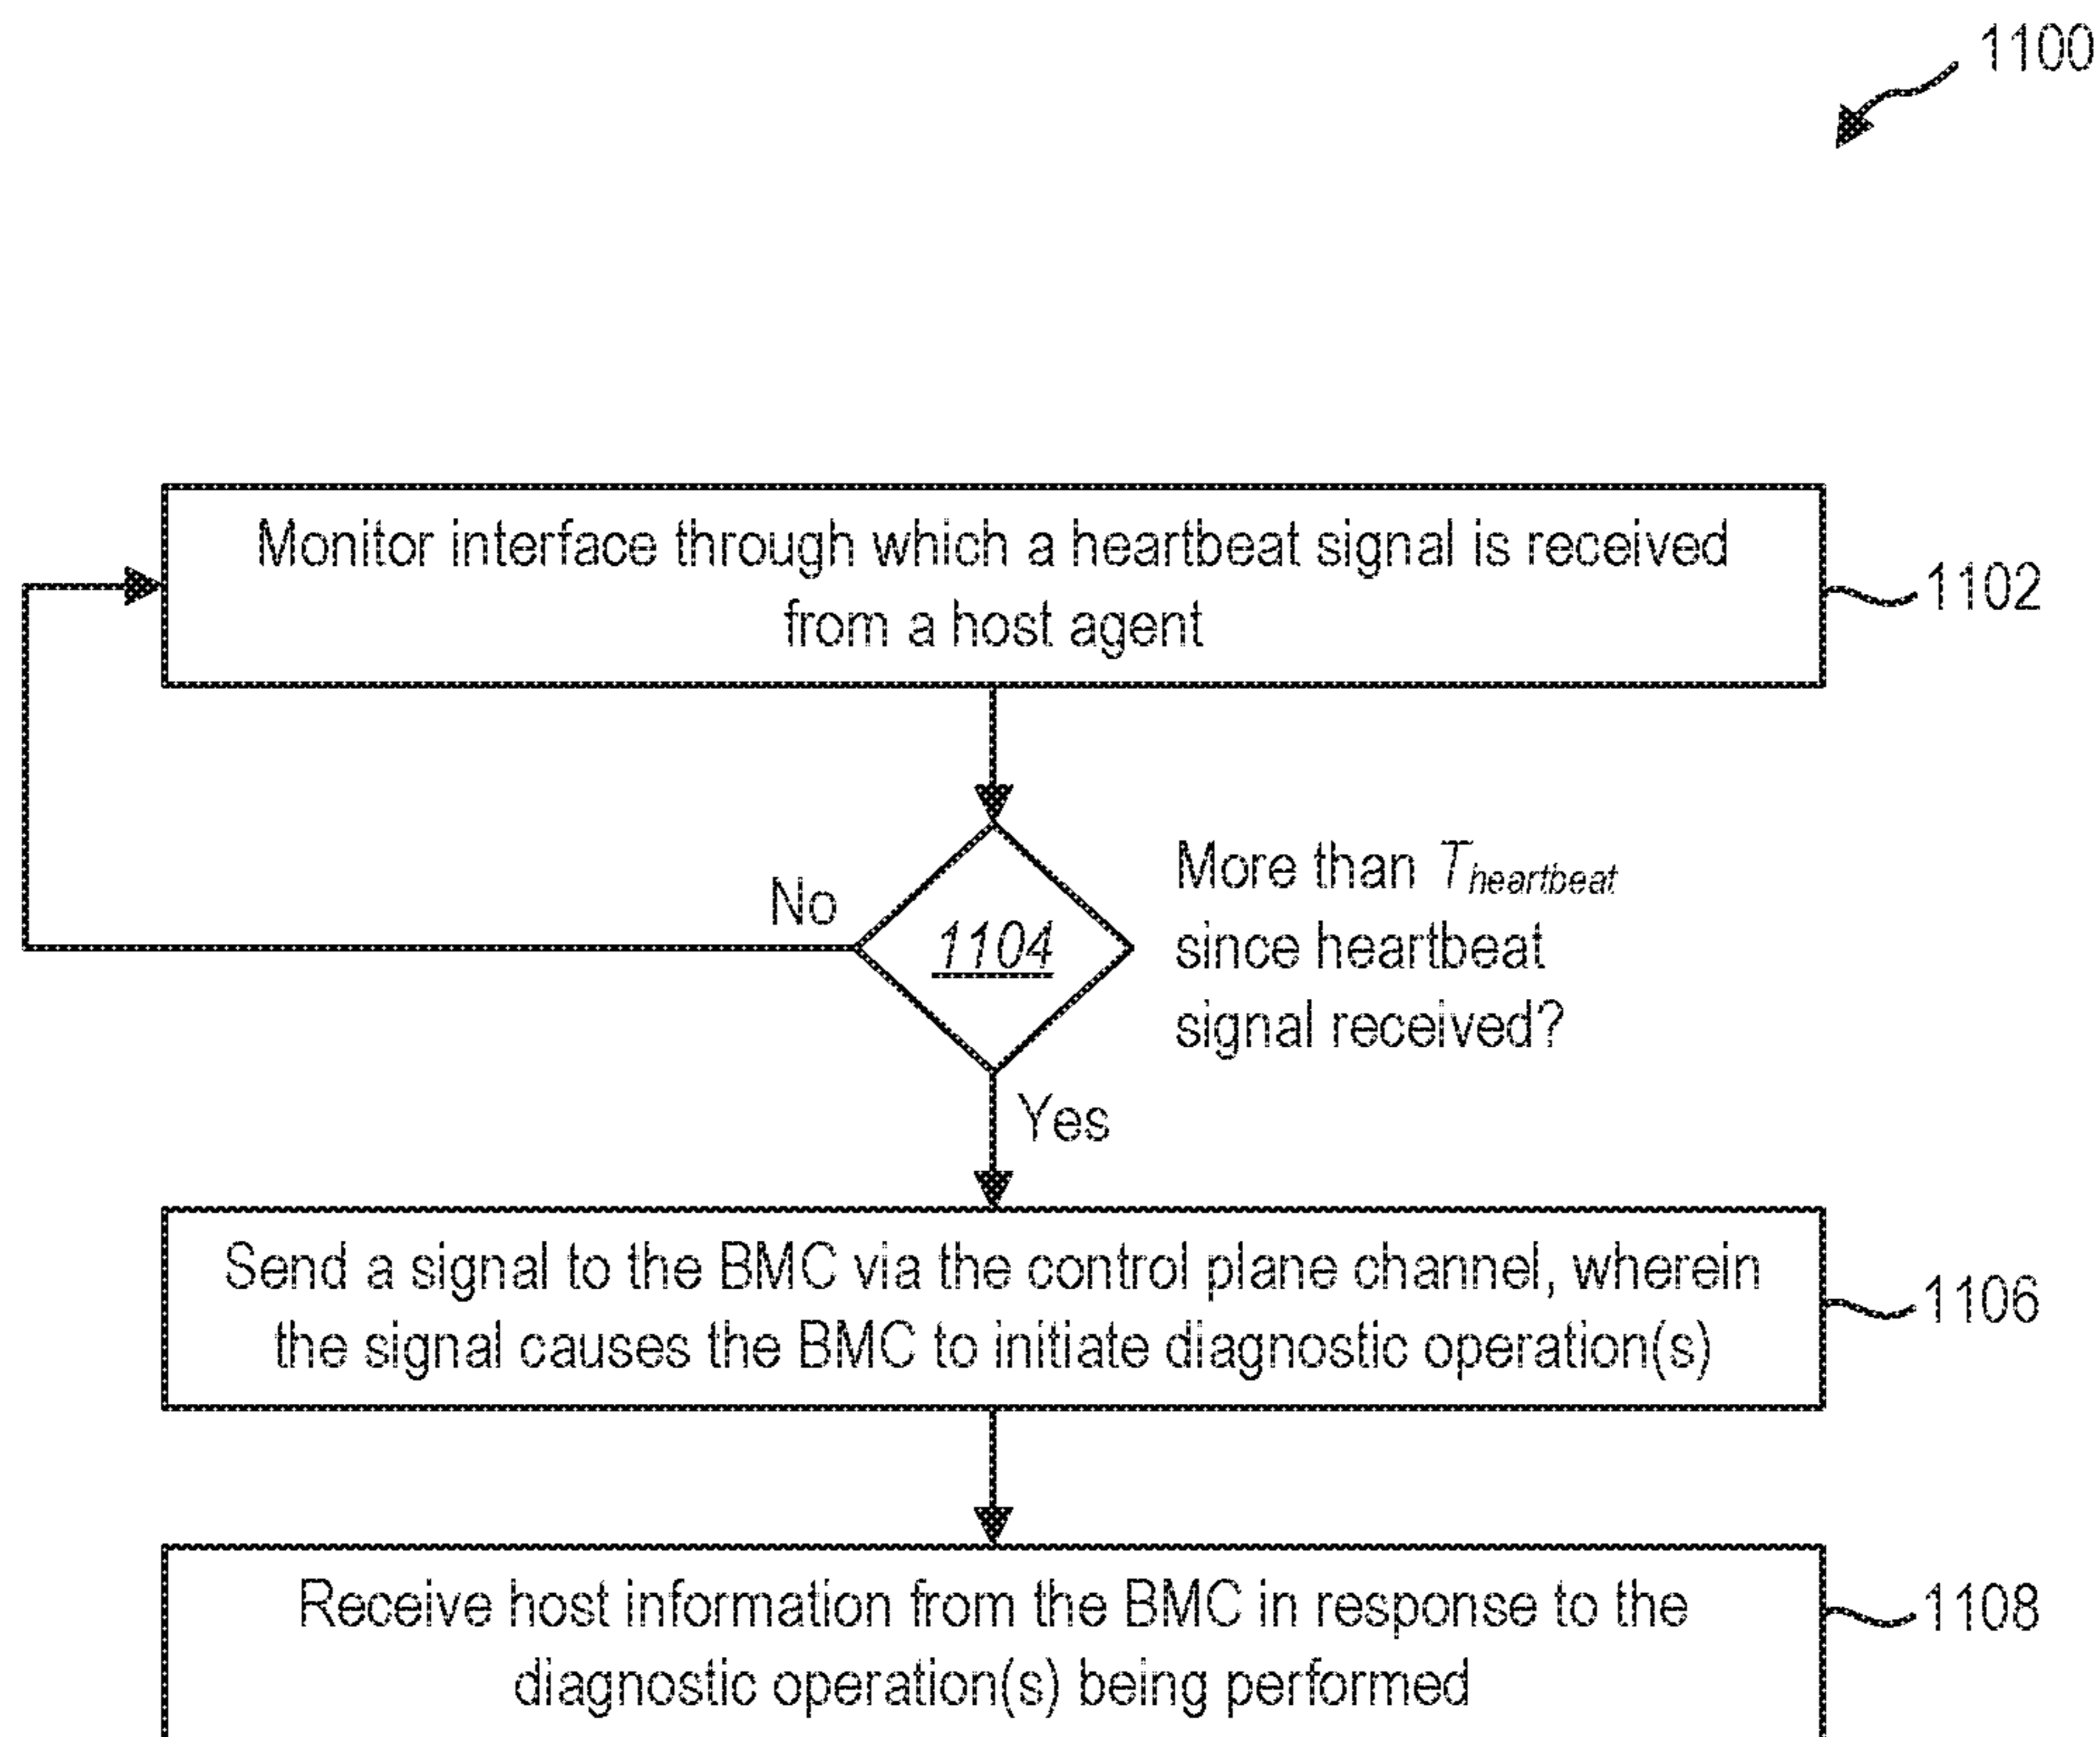 1100
Monitor interface through which a heartbeat signal is received
from a host agent
1102
More than Theartbeat
since heartbeat
signal received?
No
1104
Yes
Send a signal to the BMC via the control plane channel, wherein
the signal causes the BMC to initiate diagnostic operation(s)
1106
Receive host information from the BMC in response to the
diagnostic operation(s) being performed
1108